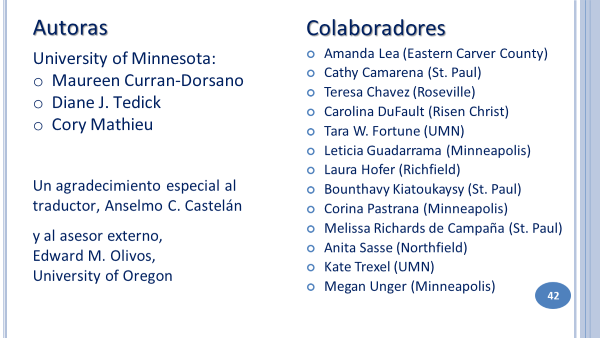 Autoras
University of Minnesota:
o Maureen Curran-Dorsano
o Diane J. Tedick
o Cory Mathieu
Un agradecimiento especial al
traductor, Anselmo C. Castelán
y al asesor externo,
Edward M. Olivos,
University of Oregon
Colaboradores
o Amanda Lea (Eastern Carver County)
o Cathy Camarena (St. Paul)
o Teresa Chavez (Roseville)
o Carolina DuFault (Risen Christ)
o Tara W. Fortune (UMN)
o Leticia Guadarrama (Minneapolis)
o Laura Hofer (Richfield)
o Bounthavy Kiatoukaysy (St. Paul)
o Corina Pastrana (Minneapolis)
o Melissa Richards de Campaña (St. Paul)
o Anita Sasse (Northfield)
o Kate Trexel (UMN)
o Megan Unger (Minneapolis)
42